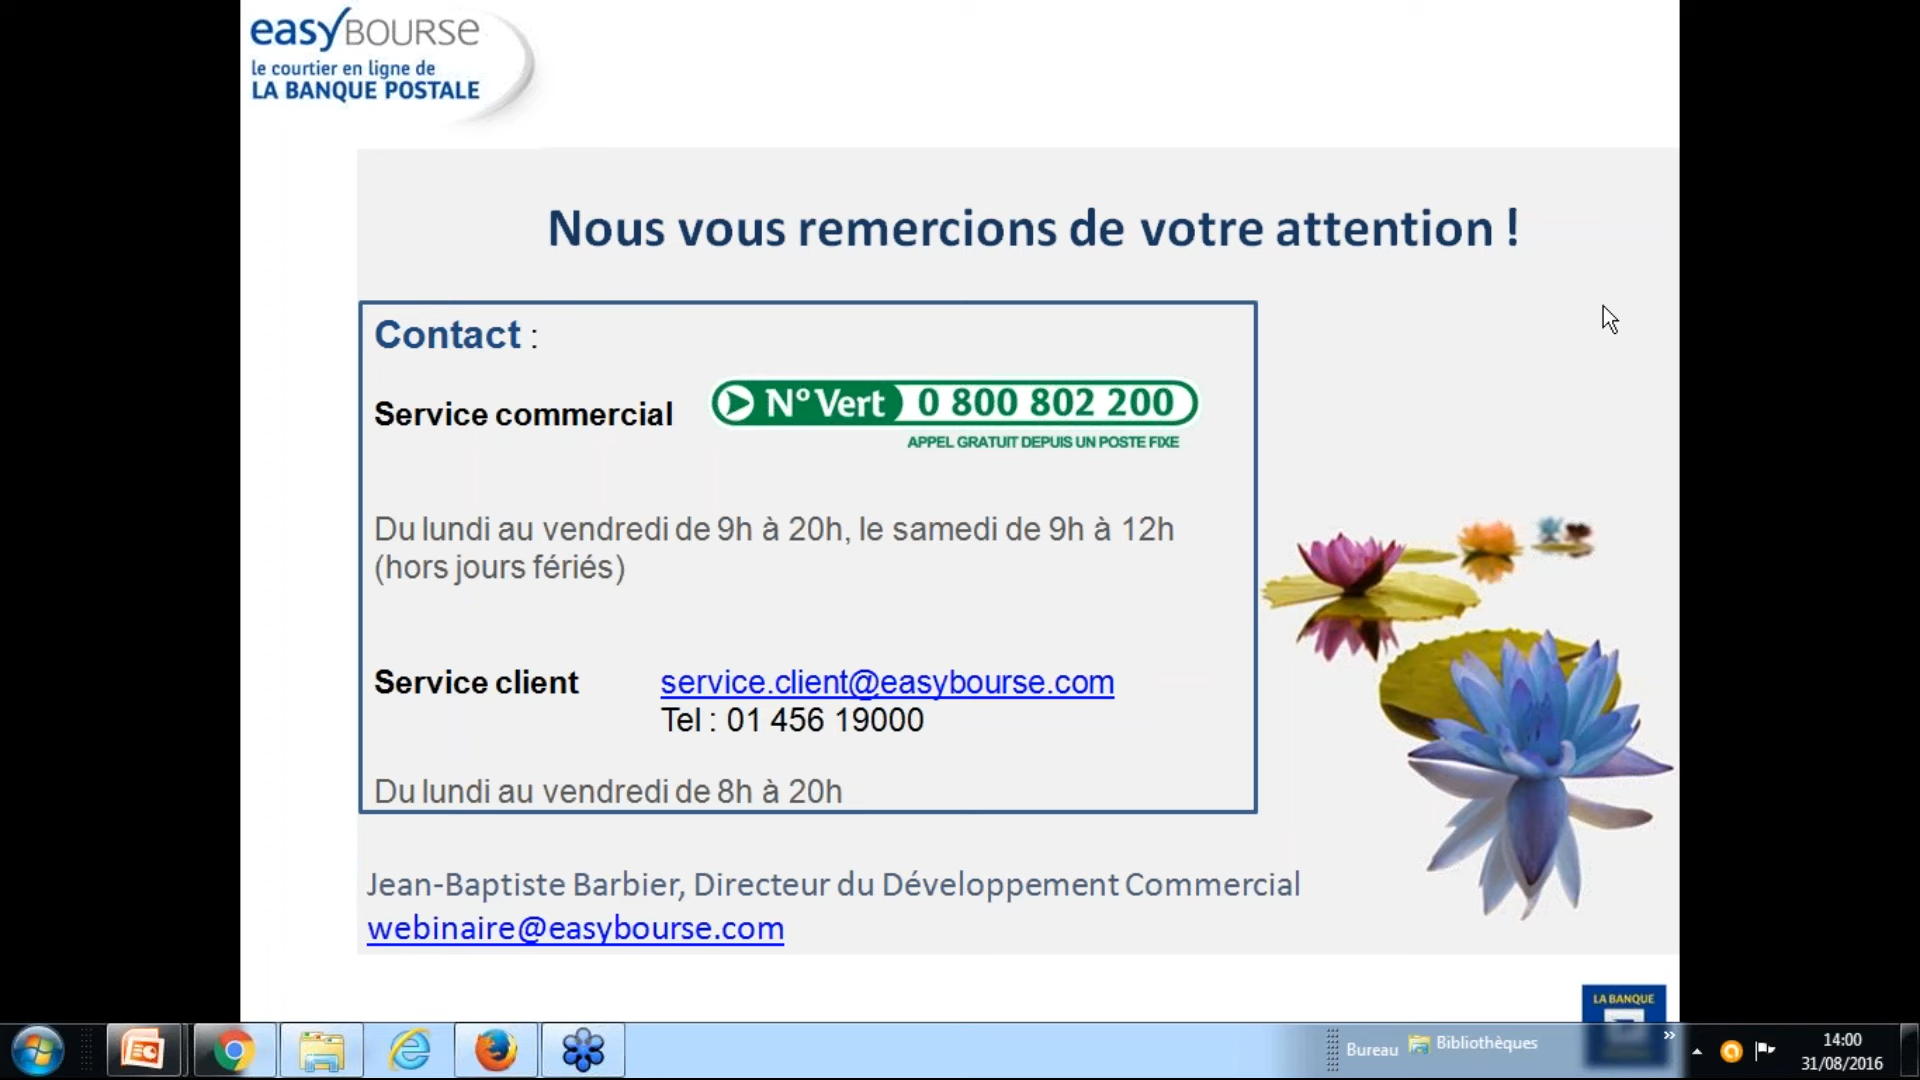 easyBOURSE
le courtier en ligne de
LA BANQUE POSTALE
Nous vous remercions de votre attention !
Contact :
Service commercial
N° Vert 0 800 802 200
APPEL GRATUIT DEPUIS UN POSTE FIXE
Du lundi au vendredi de 9h à 20h, le samedi de 9h à 12h
(hors jours fériés)
Service client service.client@easybourse.com
Tel : 01 456 19000
Du lundi au vendredi de 8h à 20h
Jean-Baptiste Barbier, Directeur du Développement Commercial
webinaire@easybourse.com
LA BANQUE
Bureau Bibliothèques »
14:00
31/08/2016